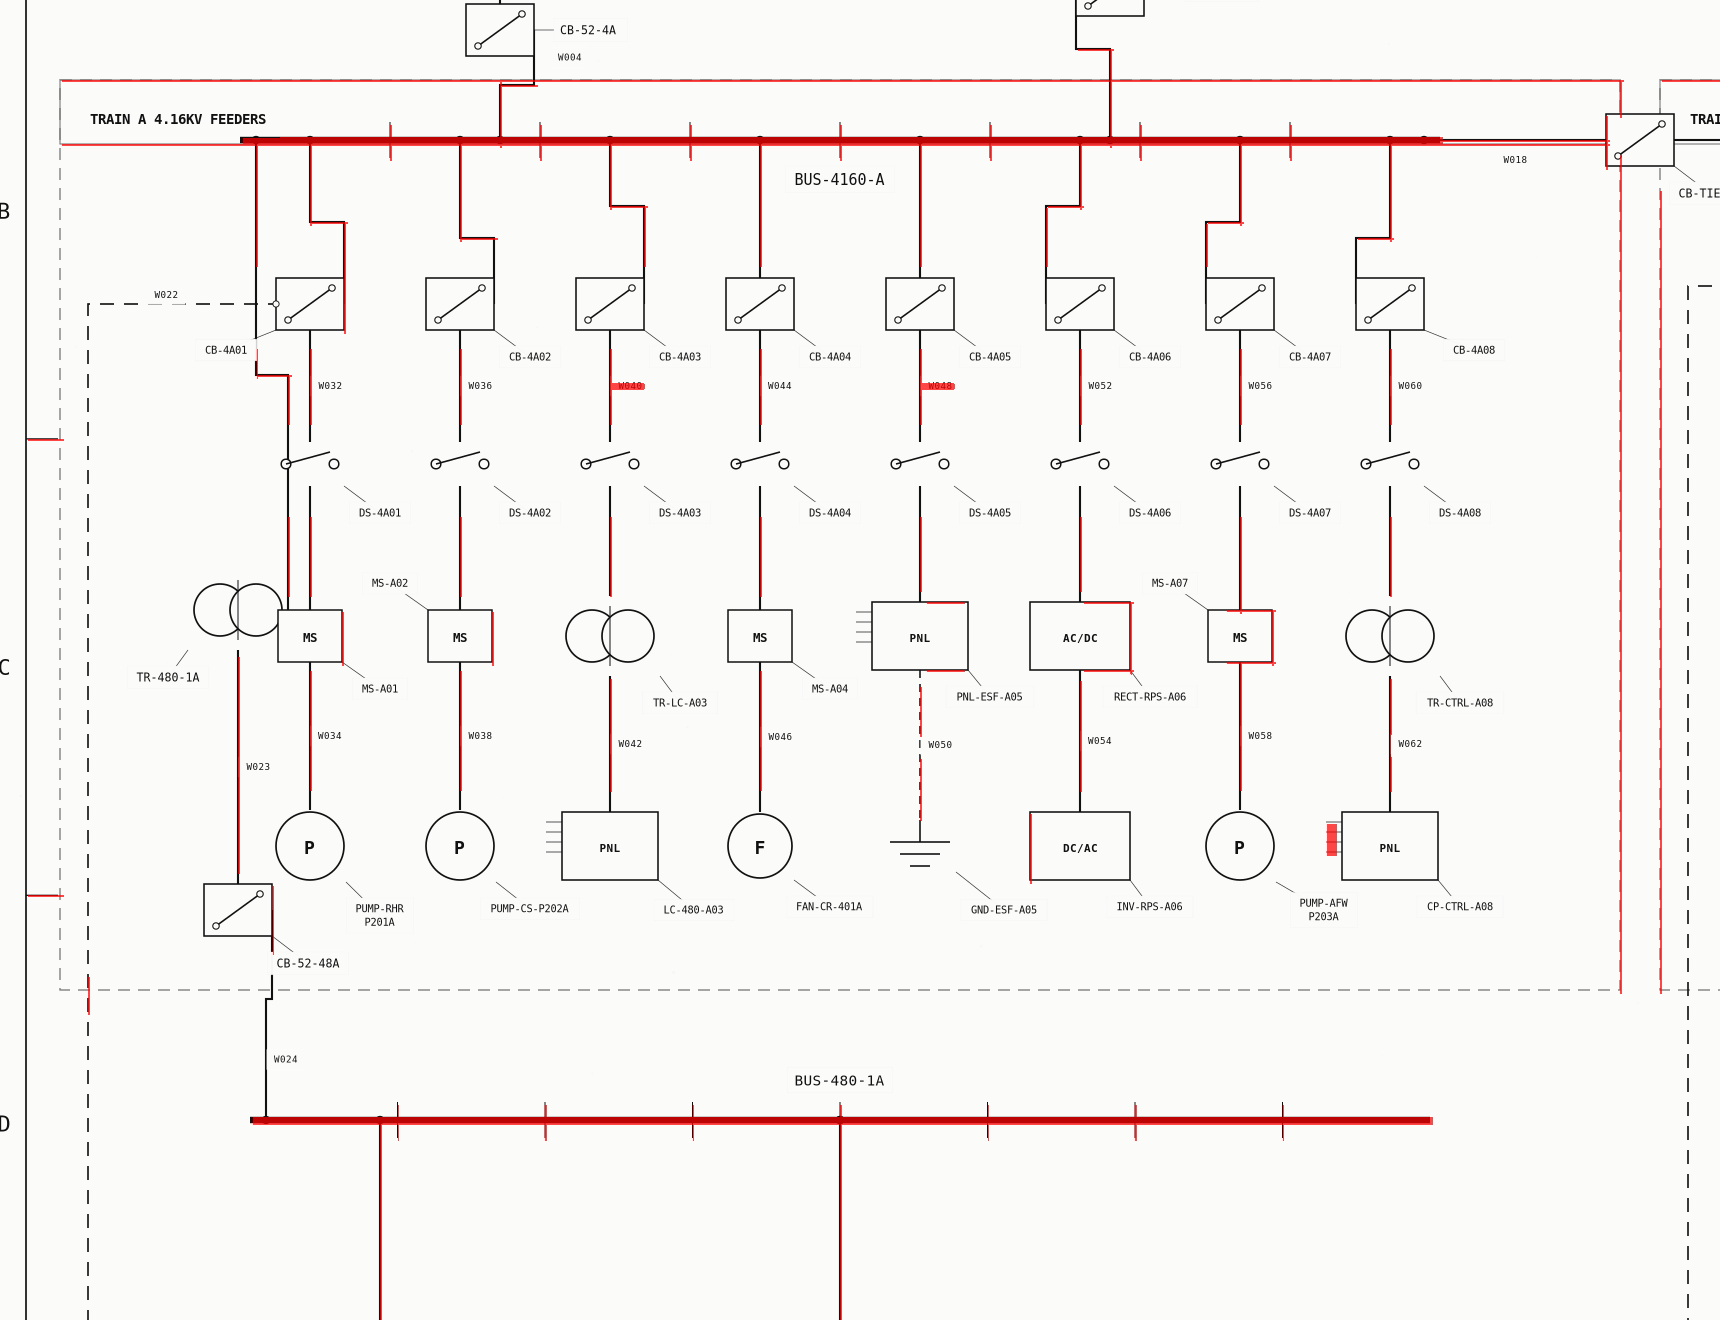 CB-52-4A
W004
TRAIN A 4.16KV FEEDERS
TRAI
W018
BUS-4160-A
CB-TIE
B
W022
CB-4A01
CB-4A02
CB-4A03
CB-4A04
CB-4A05
CB-4A06
CB-4A07
CB-4A08
W032
W036
W040
W044
W048
W052
W056
W060
DS-4A01
DS-4A02
DS-4A03
DS-4A04
DS-4A05
DS-4A06
DS-4A07
DS-4A08
MS-A02
MS-A07
MS
MS
MS
PNL
AC/DC
MS
C
TR-480-1A
MS-A01
TR-LC-A03
MS-A04
PNL-ESF-A05
RECT-RPS-A06
TR-CTRL-A08
W034
W038
W042
W046
W050
W054
W058
W062
W023
P
P
PNL
F
DC/AC
P
PNL
PUMP-RHR
P201A
PUMP-CS-P202A
LC-480-A03
FAN-CR-401A
GND-ESF-A05
INV-RPS-A06
PUMP-AFW
P203A
CP-CTRL-A08
CB-52-48A
W024
BUS-480-1A
D